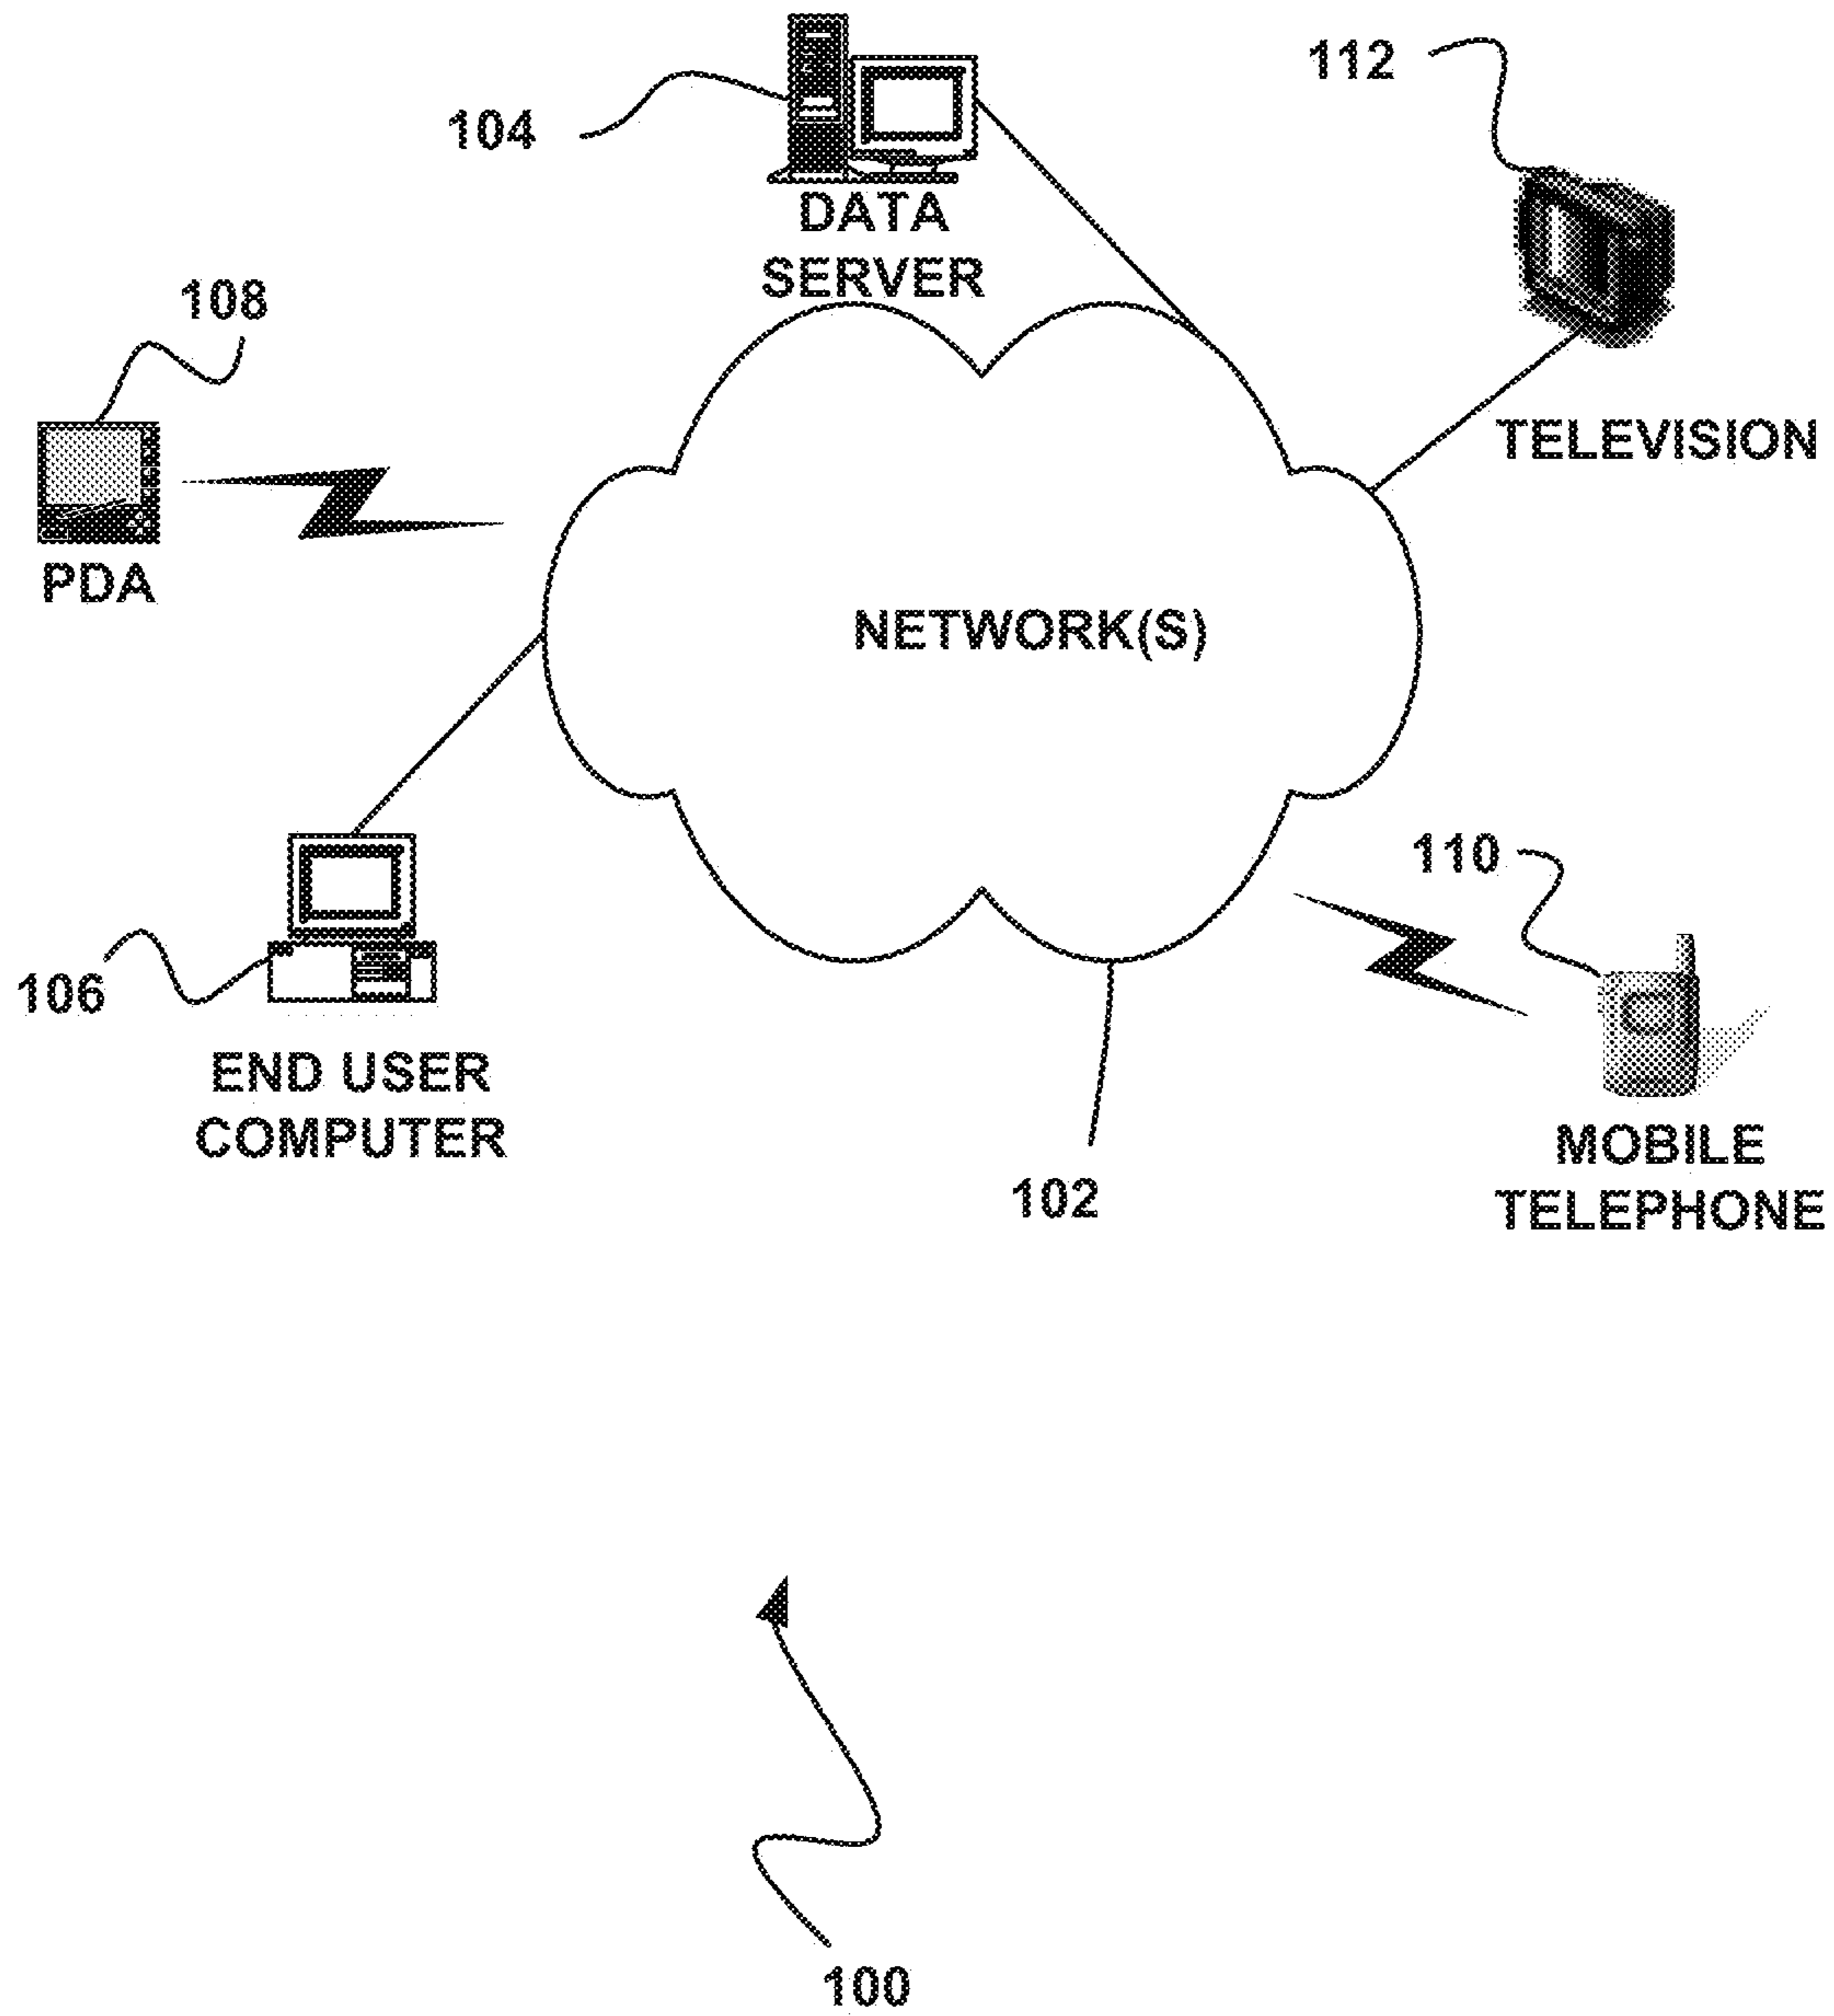 112
104
DATA
SERVER
108
TELEVISION
PDA
NETWORK(S)
110
106
END USER
COMPUTER
MOBILE
TELEPHONE
102
100